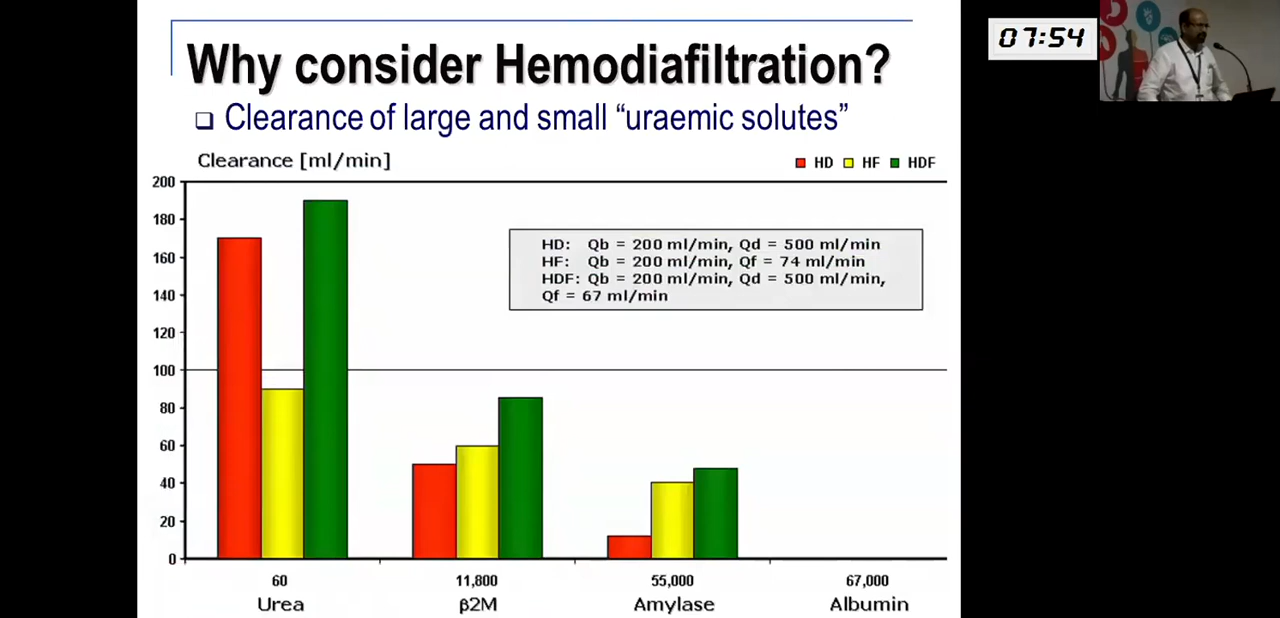 Why consider Hemodiafiltration?
Clearance of large and small “uraemic solutes”
07:54
Clearance [ml/min]
HD HF HDF
200
180
160
140
120
100
80
60
40
20
0
HD: Qb = 200 ml/min, Qd = 500 ml/min
HF: Qb = 200 ml/min, Qf = 74 ml/min
HDF: Qb = 200 ml/min, Qd = 500 ml/min,
Qf = 67 ml/min
60 11,800 55,000 67,000
Urea β2M Amylase Albumin